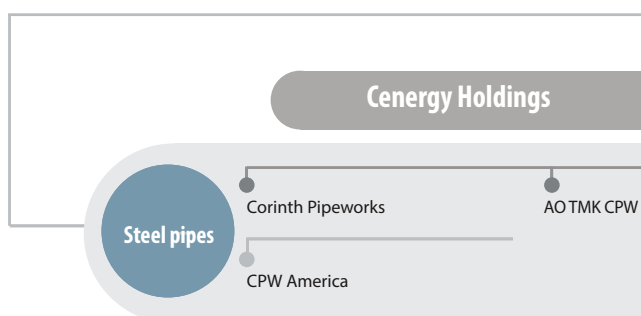 Cenergy Holdings
Steel pipes
Corinth Pipeworks
AO TMK CPW
CPW America